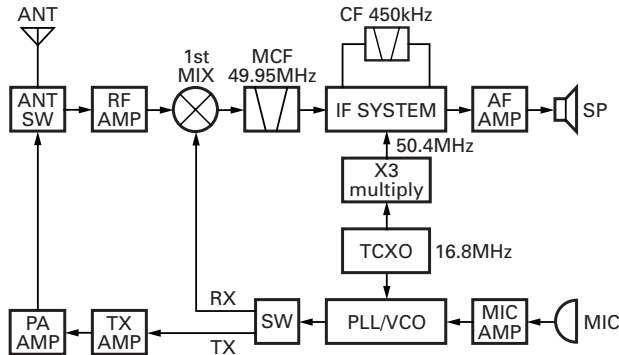 ANT
CF 450kHz
1st
MIX
MCF
49.95MHz
ANT
SW
RF
AMP
IF SYSTEM
AF
AMP
SP
50.4MHz
X3
multiply
TCXO
16.8MHz
RX
PA
AMP
TX
AMP
TX
SW
PLL/VCO
MIC
AMP
MIC